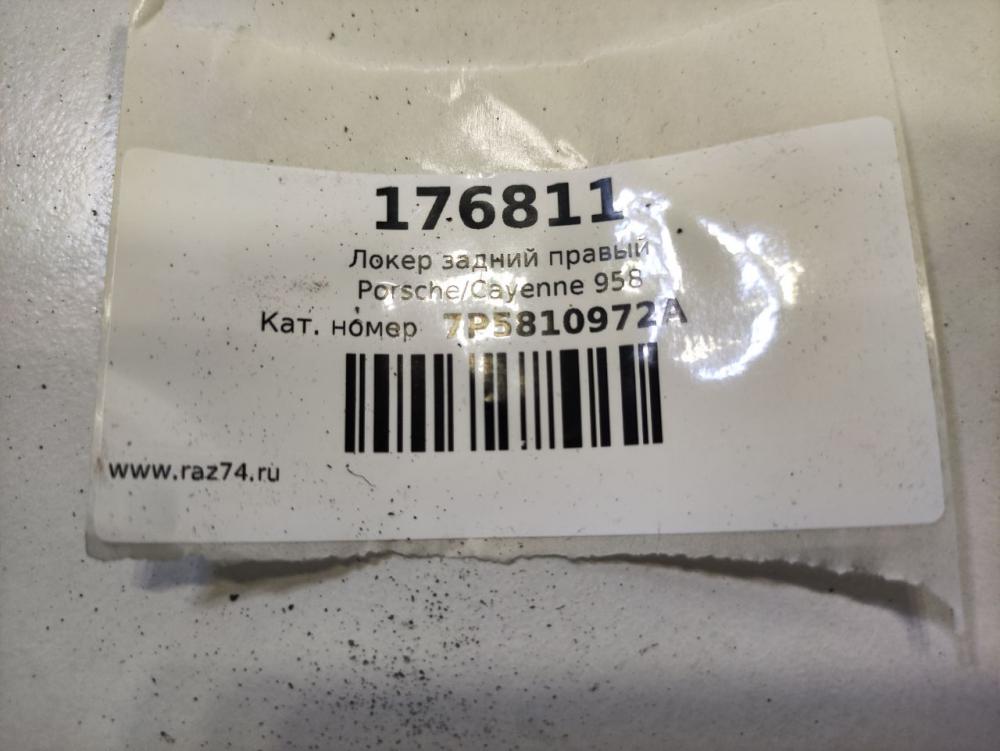 176811
Локер задний правый
Porsche/Cayenne 958
Кат. номер 7P5810972A
www.raz74.ru